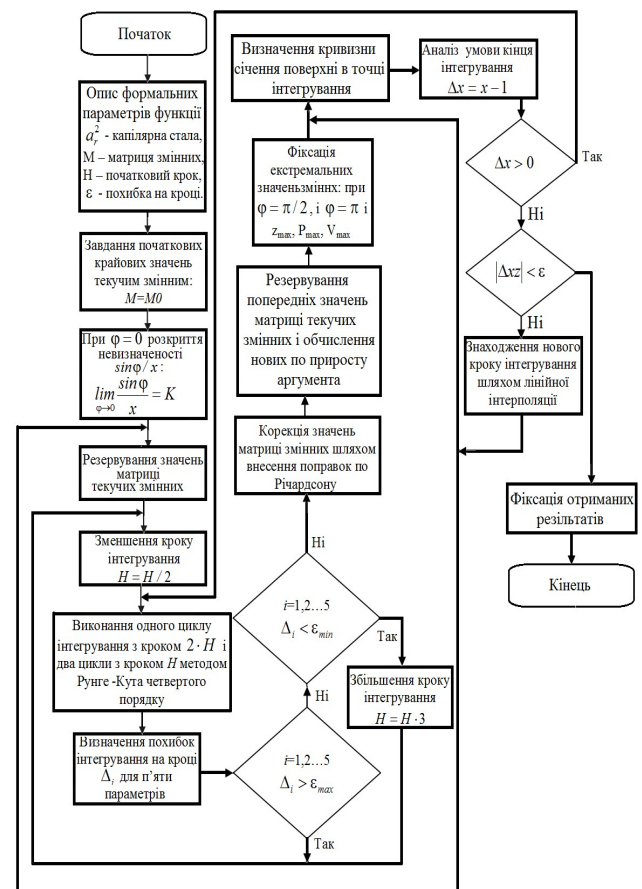 Початок
Опис формальних
параметрів функції
a_r^2 - капілярна стала,
М – матриця змінних,
Н – початковий крок,
ε - похибка на кроці.
Завдання початкових
крайових значень
текучим змінним:
M=M0
При φ = 0 розкриття
невизначеності
sinφ / x :
lim sinφ / x = K
φ→0
Резервування значень
матриці
текучих змінних
Зменшення кроку
інтегрування
H = H / 2
Виконання одного циклу
інтегрування з кроком 2 · H і
два цикли з кроком H методом
Рунге -Кута четвертого
порядку
Визначення похибок
інтегрування на кроці
Δ_i для п’яти
параметрів
i=1,2…5
Δ_i > ε_max
Так
Ні
i=1,2…5
Δ_i < ε_min
Так
Ні
Збільшення кроку
інтегрування
H = H · 3
Корекція значень
матриці змінних шляхом
внесення поправок по
Річардсону
Резервування
попередніх значень
матриці текучих
змінних і обчислення
нових по приросту
аргумента
Фіксація
екстремальних
значеньзміннх: при
φ = π / 2 , і φ = π і
z_max, P_max, V_max
Визначення кривизни
січення поверхні в точці
інтегрування
Аналіз умови кінця
інтегрування
Δx = x − 1
Δx > 0
Так
Ні
|Δxz| < ε
Ні
Знаходження нового
кроку інтегрування
шляхом лінійної
інтерполяції
Фіксація отриманих
резільтатів
Кінець